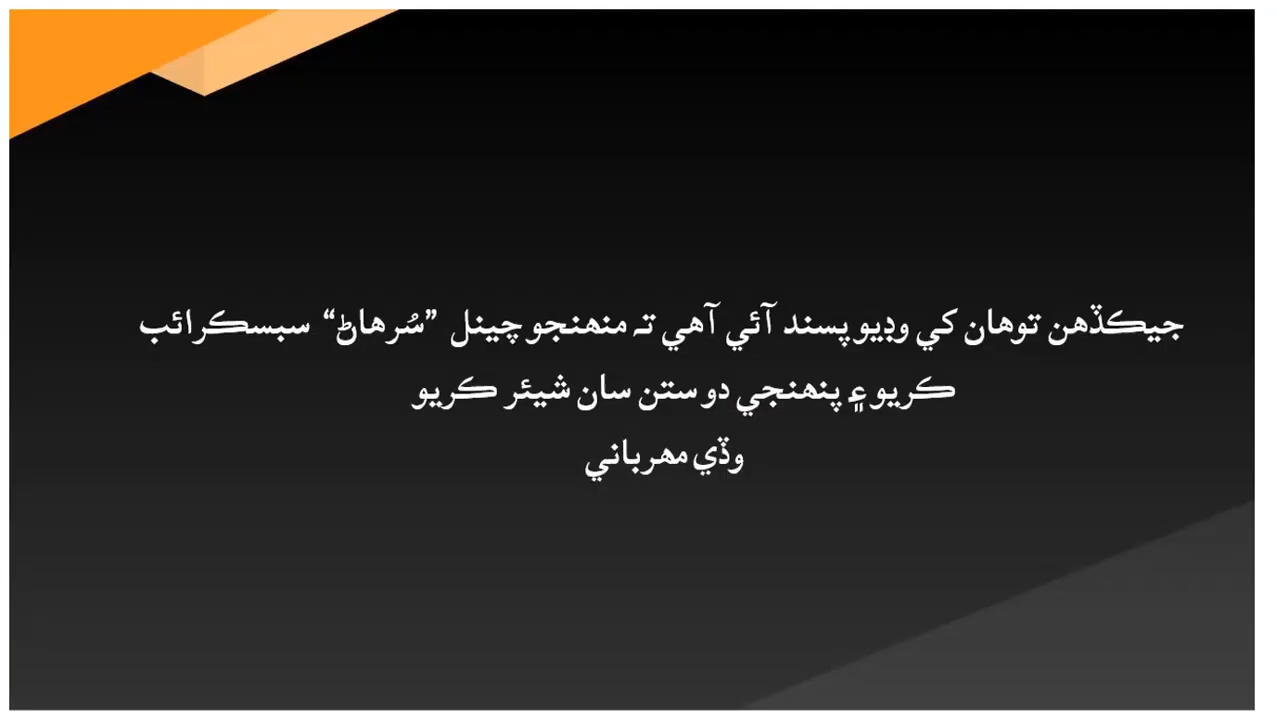 جيڪڏهن توهان کي وڊيو پسند آئي آهي تہ منهنجو چينل ”سُرهاڻ“ سبسڪرائب
ڪريو ۽ پنهنجي دوستن سان شيئر ڪريو
وڏي مهرباني